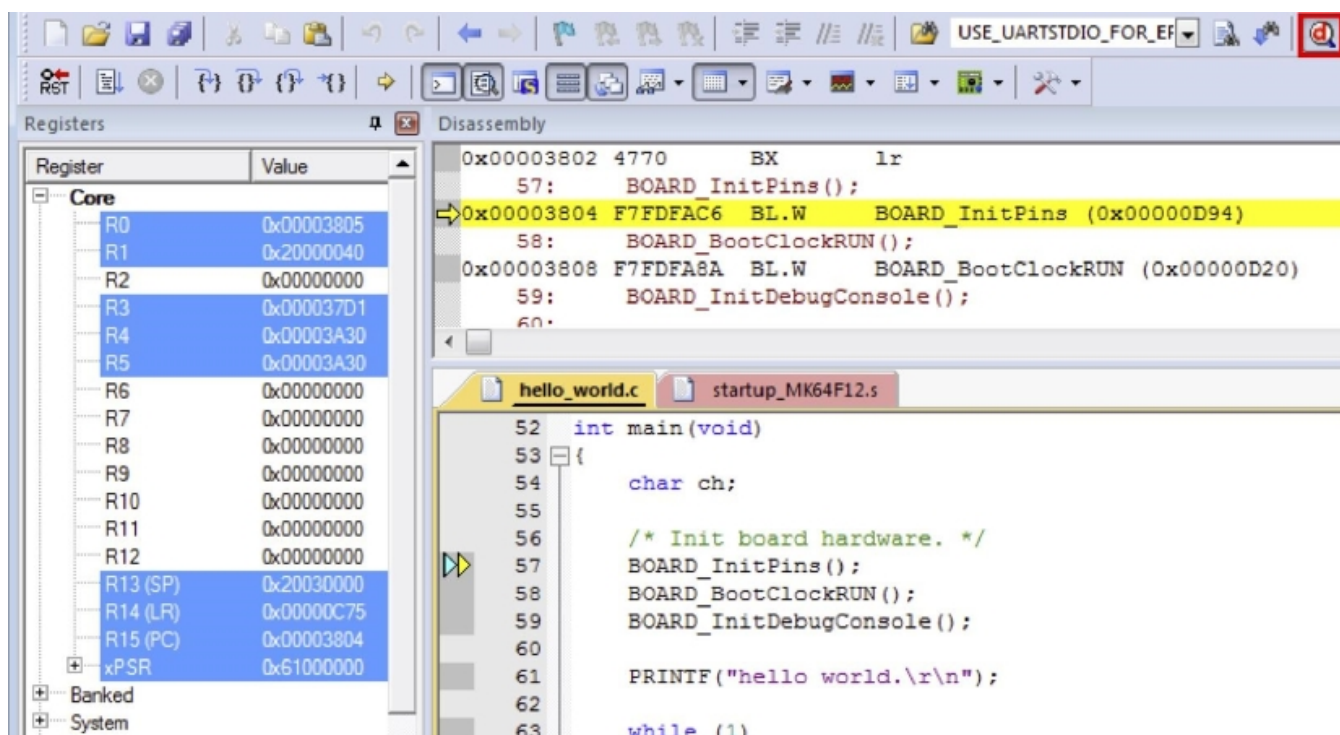 USE_UARTSTDIO_FOR_EF
RST
Registers
Register Value
Core
R0 0x00003805
R1 0x20000040
R2 0x00000000
R3 0x000037D1
R4 0x00003A30
R5 0x00003A30
R6 0x00000000
R7 0x00000000
R8 0x00000000
R9 0x00000000
R10 0x00000000
R11 0x00000000
R12 0x00000000
R13 (SP) 0x20030000
R14 (LR) 0x00000C75
R15 (PC) 0x00003804
xPSR 0x61000000
Banked
System
Disassembly
0x00003802 4770 BX lr
57: BOARD_InitPins();
0x00003804 F7FDFAC6 BL.W BOARD_InitPins (0x00000D94)
58: BOARD_BootClockRUN();
0x00003808 F7FDFA8A BL.W BOARD_BootClockRUN (0x00000D20)
59: BOARD_InitDebugConsole();
60:
hello_world.c startup_MK64F12.s
52 int main(void)
53 {
54 char ch;
55
56 /* Init board hardware. */
57 BOARD_InitPins();
58 BOARD_BootClockRUN();
59 BOARD_InitDebugConsole();
60
61 PRINTF("hello world.\r\n");
62
63 while (1)